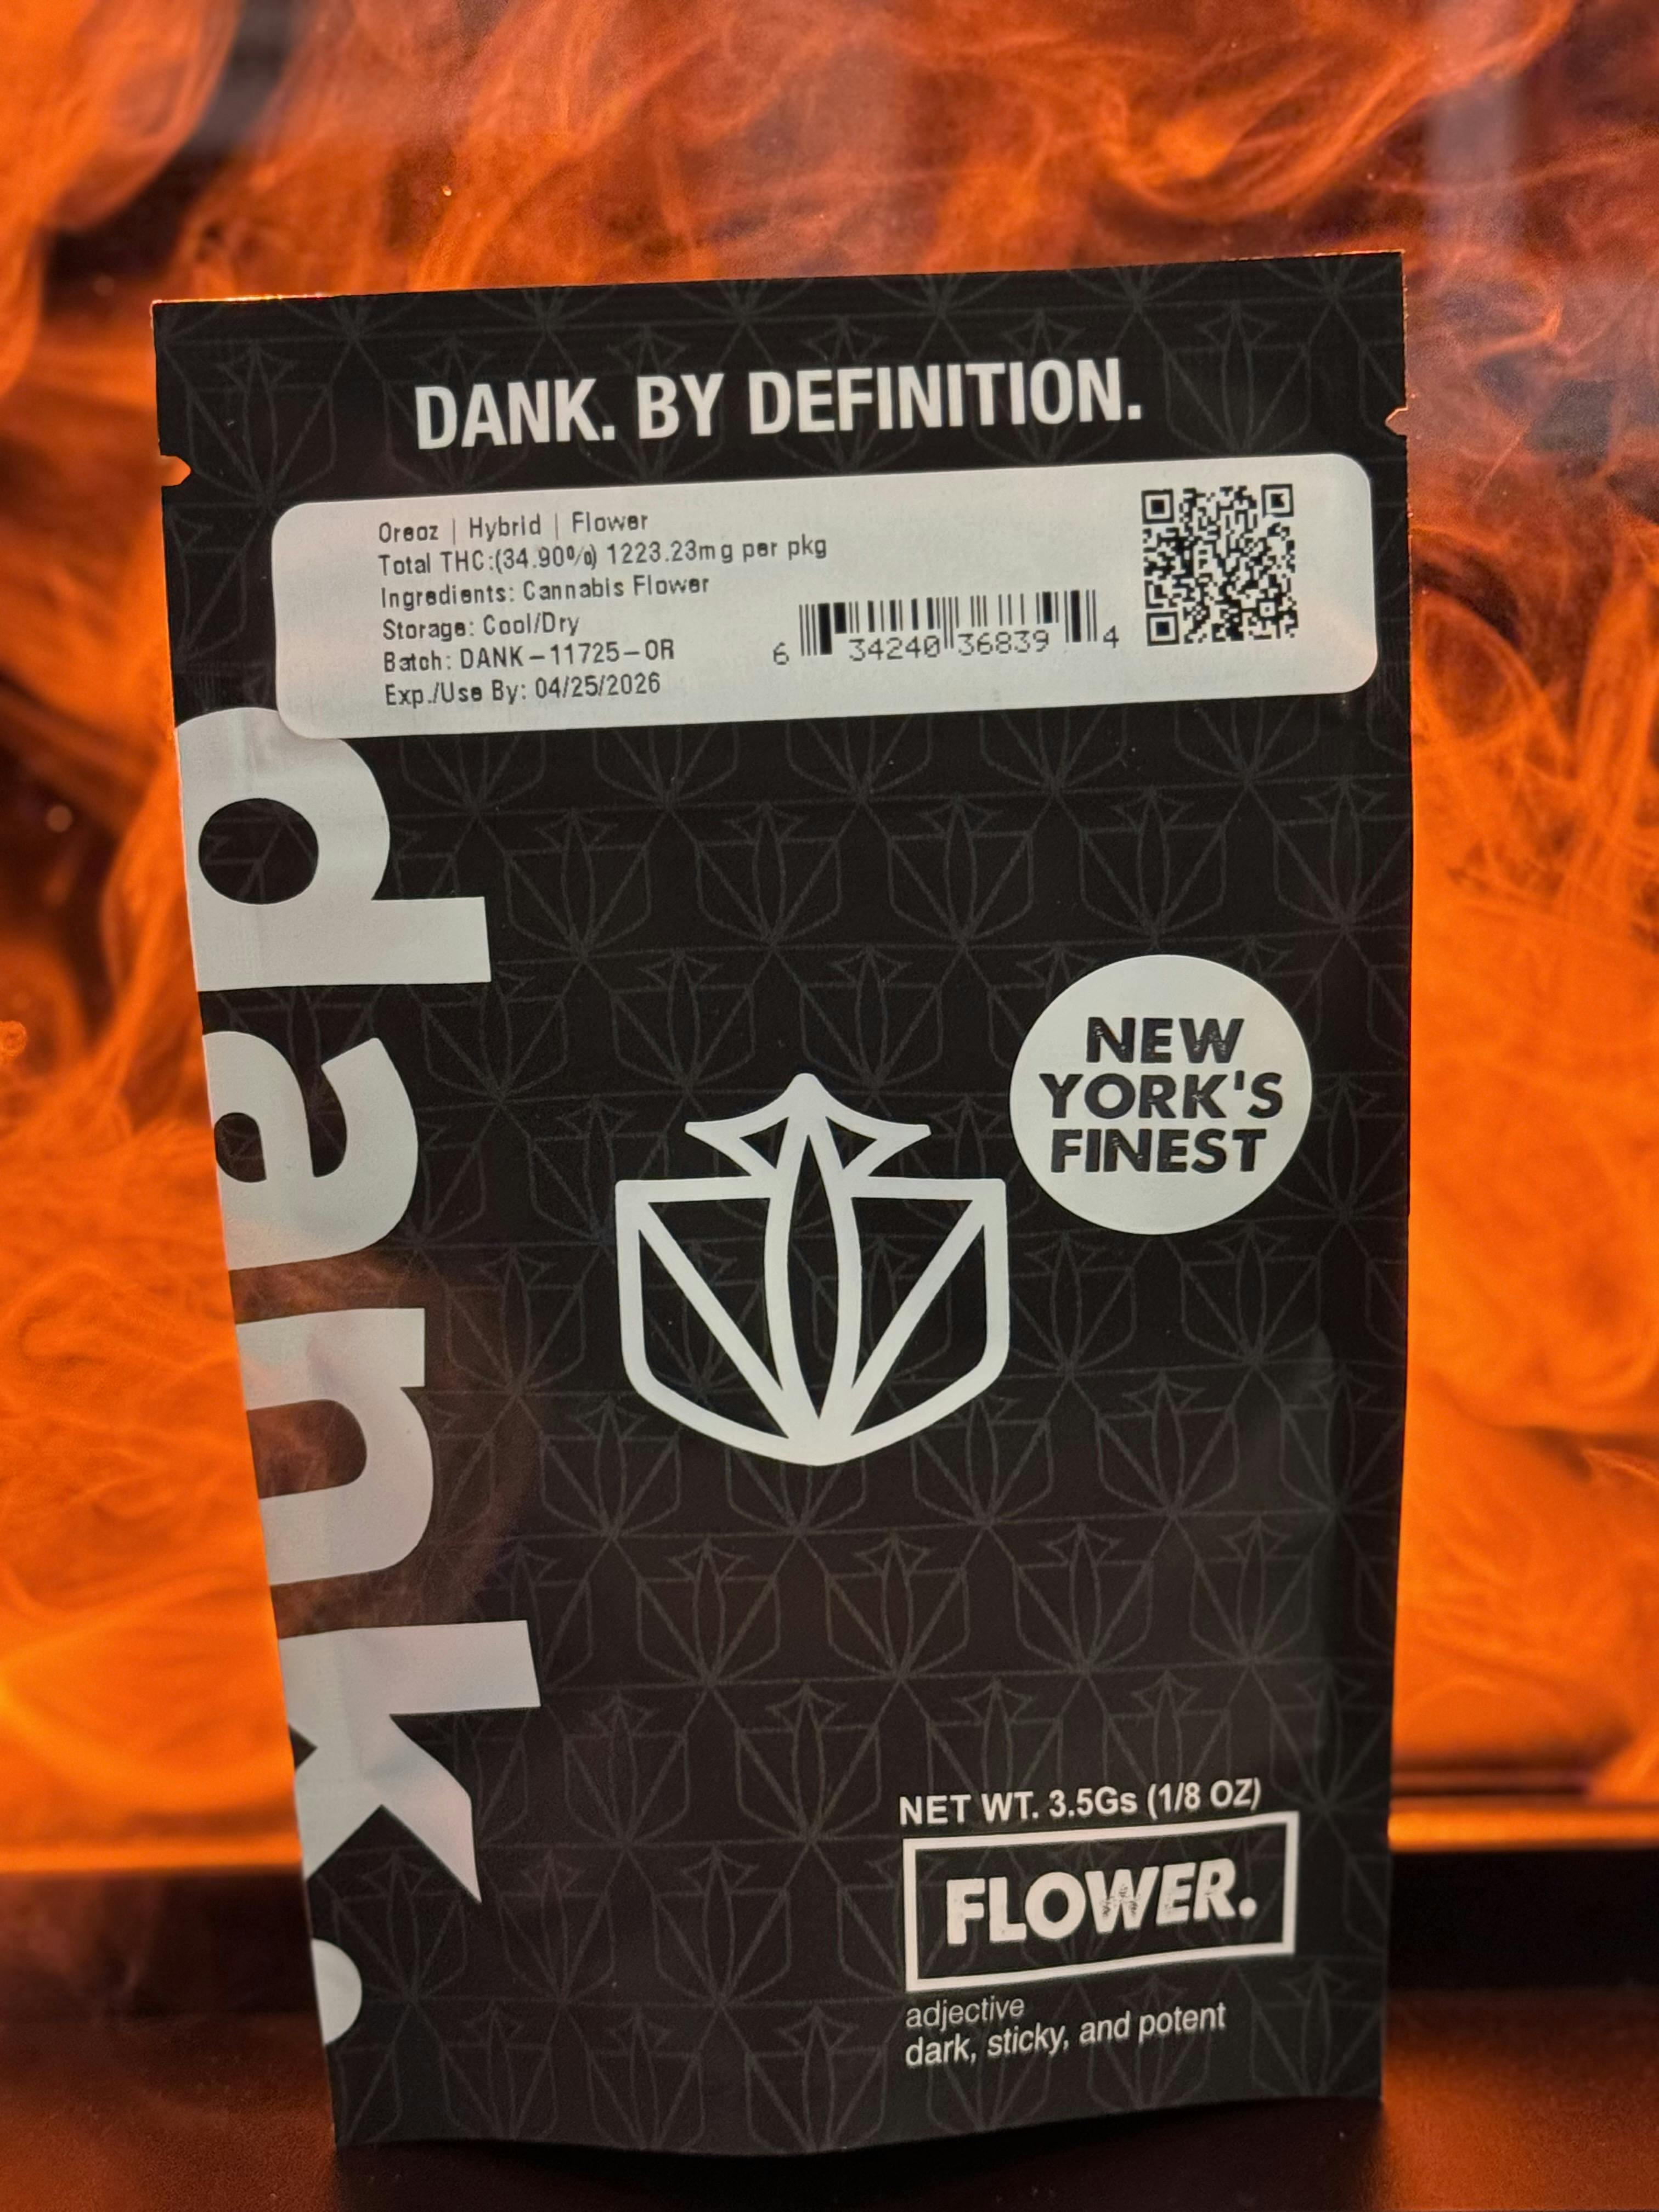 DANK. BY DEFINITION.
Oreoz | Hybrid | Flower
Total THC:(34.90%) 1223.23mg per pkg
Ingredients: Cannabis Flower
Storage: Cool/Dry
Batch: DANK-11725-OR
Exp./Use By: 04/25/2026
6 34240 36839 4
dank.
NEW
YORK'S
FINEST
NET WT. 3.5Gs (1/8 OZ)
FLOWER.
adjective
dark, sticky, and potent